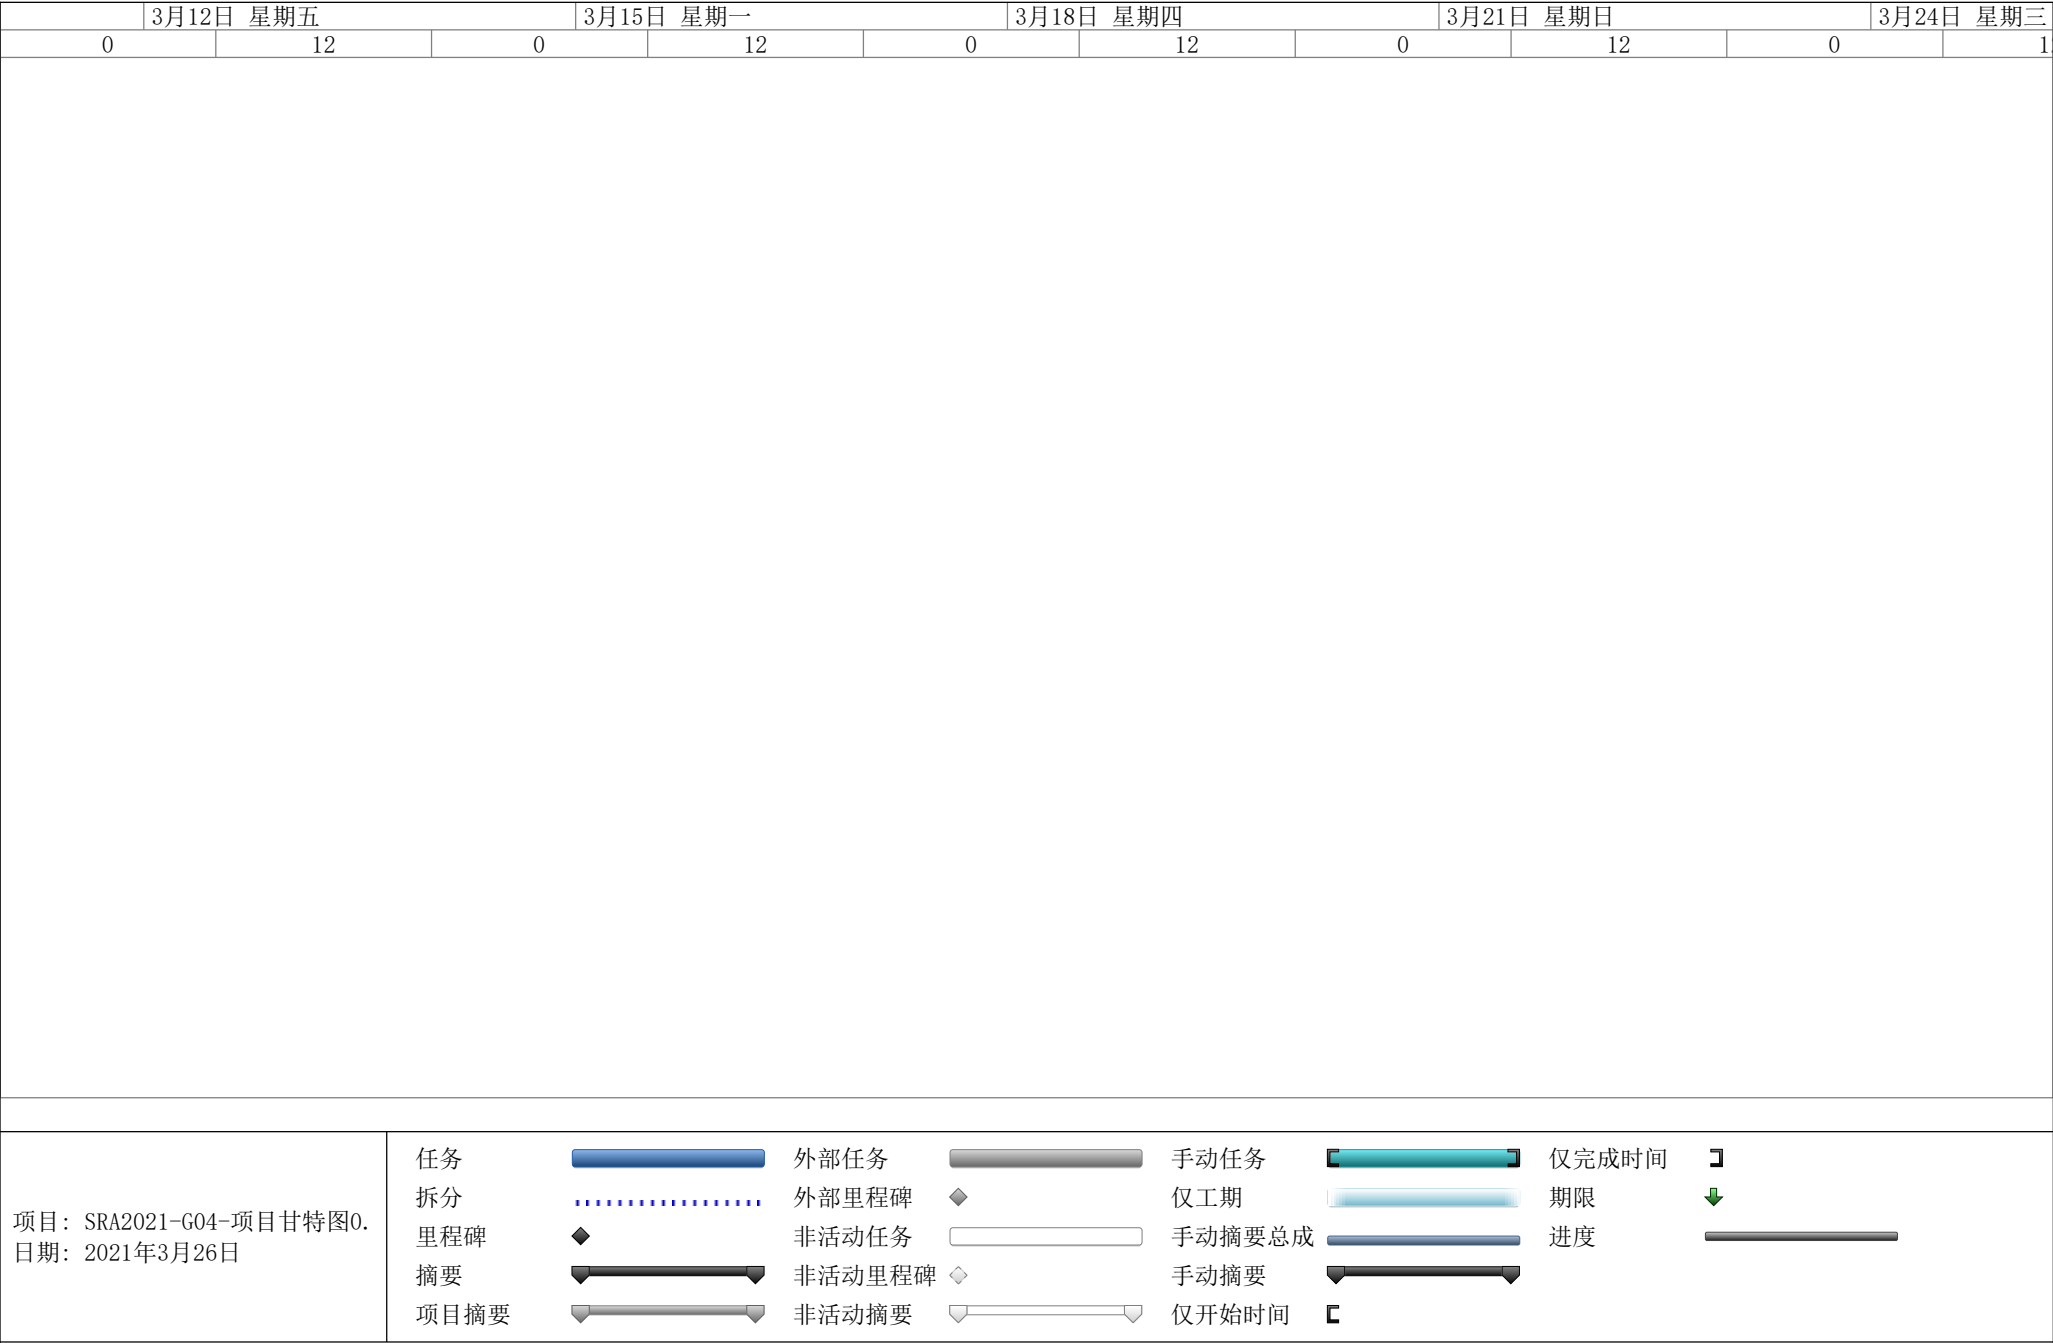 3月12日 星期五 3月15日 星期一 3月18日 星期四 3月21日 星期日 3月24日 星期三
0 12 0 12 0 12 0 12 0 1
任务 外部任务 手动任务 仅完成时间
拆分 外部里程碑 仅工期 期限
项目: SRA2021-G04-项目甘特图0.
里程碑 非活动任务 手动摘要总成 进度
日期: 2021年3月26日
摘要 非活动里程碑 手动摘要
项目摘要 非活动摘要 仅开始时间